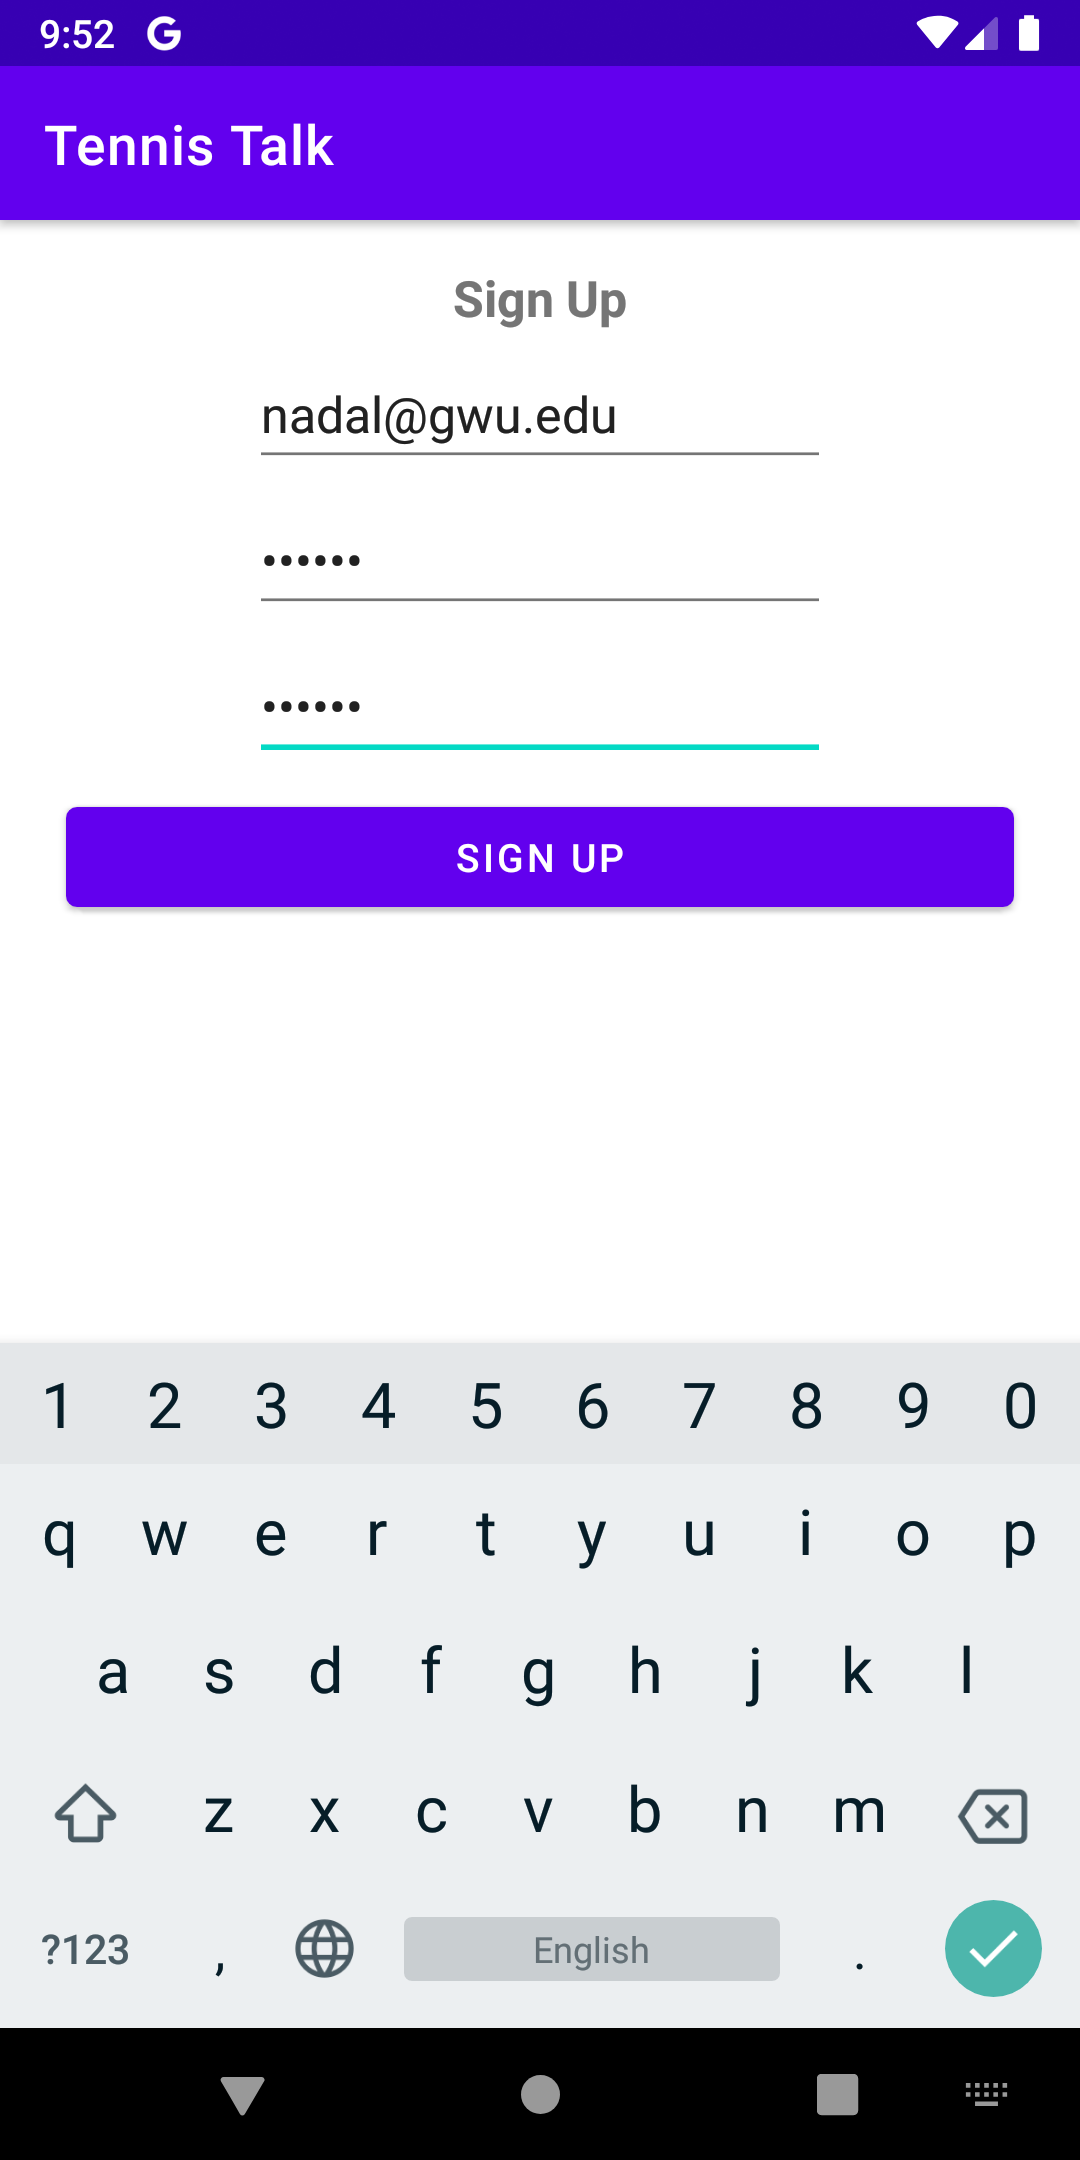 9:52 G
Tennis Talk
Sign Up
nadal@gwu.edu
••••••
••••••
SIGN UP
1 2 3 4 5 6 7 8 9 0
q w e r t y u i o p
a s d f g h j k l
z x c v b n m
?123 , English .